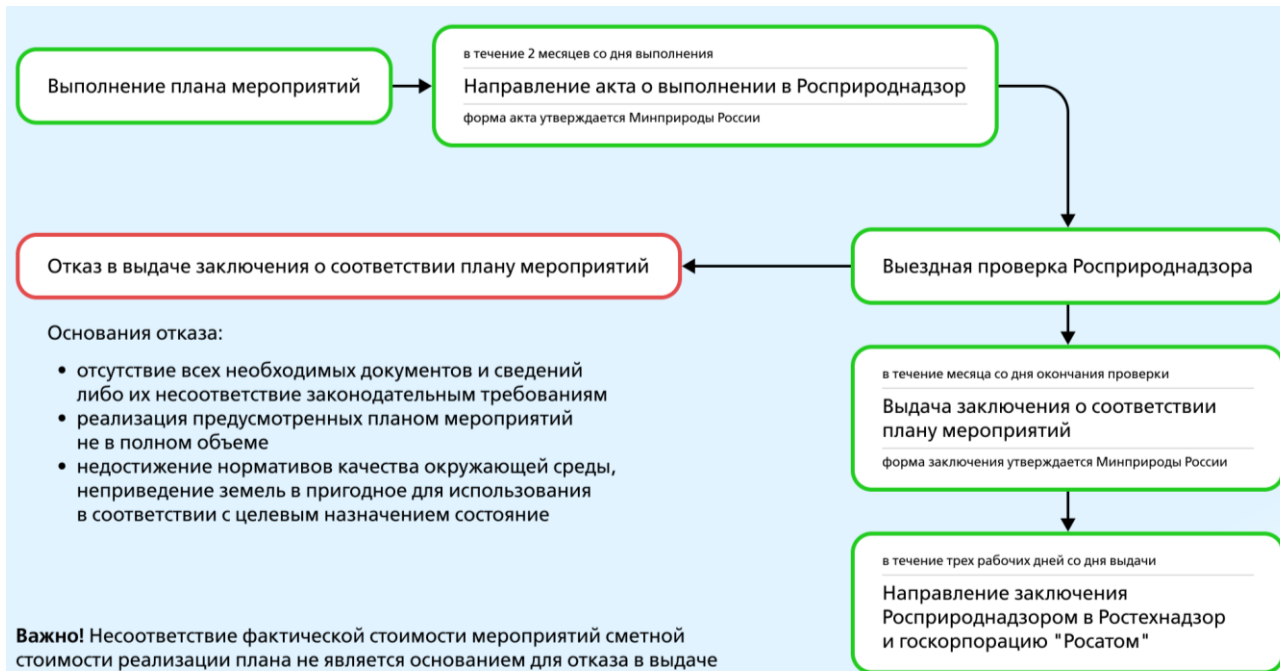 Выполнение плана мероприятий
в течение 2 месяцев со дня выполнения
Направление акта о выполнении в Росприроднадзор
форма акта утверждается Минприроды России
Отказ в выдаче заключения о соответствии плану мероприятий
Выездная проверка Росприроднадзора
Основания отказа:
• отсутствие всех необходимых документов и сведений
либо их несоответствие законодательным требованиям
• реализация предусмотренных планом мероприятий
не в полном объеме
• недостижение нормативов качества окружающей среды,
неприведение земель в пригодное для использования
в соответствии с целевым назначением состояние
в течение месяца со дня окончания проверки
Выдача заключения о соответствии
плану мероприятий
форма заключения утверждается Минприроды России
в течение трех рабочих дней со дня выдачи
Направление заключения
Росприроднадзором в Ростехнадзор
и госкорпорацию "Росатом"
Важно! Несоответствие фактической стоимости мероприятий сметной
стоимости реализации плана не является основанием для отказа в выдаче